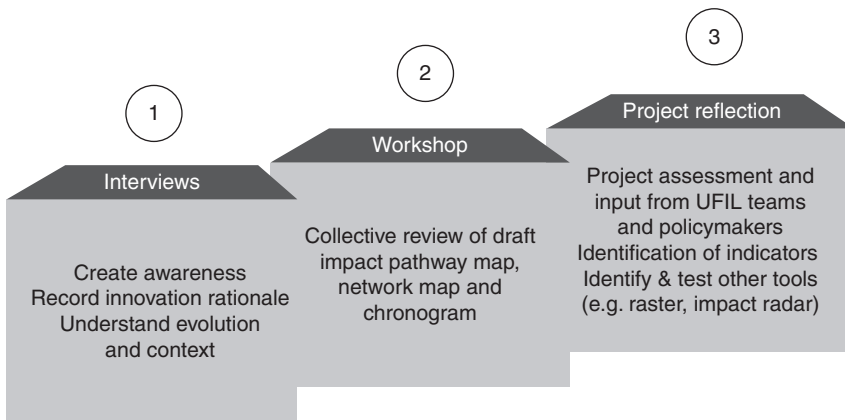 1
Interviews
Create awareness
Record innovation rationale
Understand evolution
and context
2
Workshop
Collective review of draft
impact pathway map,
network map and
chronogram
3
Project reflection
Project assessment and
input from UFIL teams
and policymakers
Identification of indicators
Identify & test other tools
(e.g. raster, impact radar)